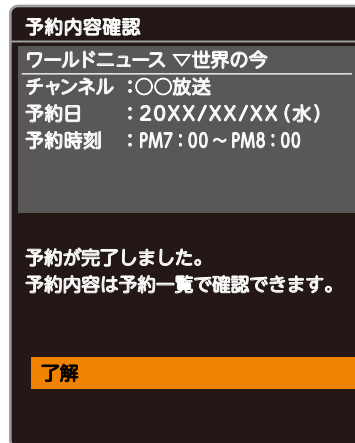 予約内容確認
ワールドニュース ▽世界の今
チャンネル ：○○放送
予約日 ：20XX/XX/XX（水）
予約時刻 ：PM7：00～PM8：00
予約が完了しました。
予約内容は予約一覧で確認できます。
了解